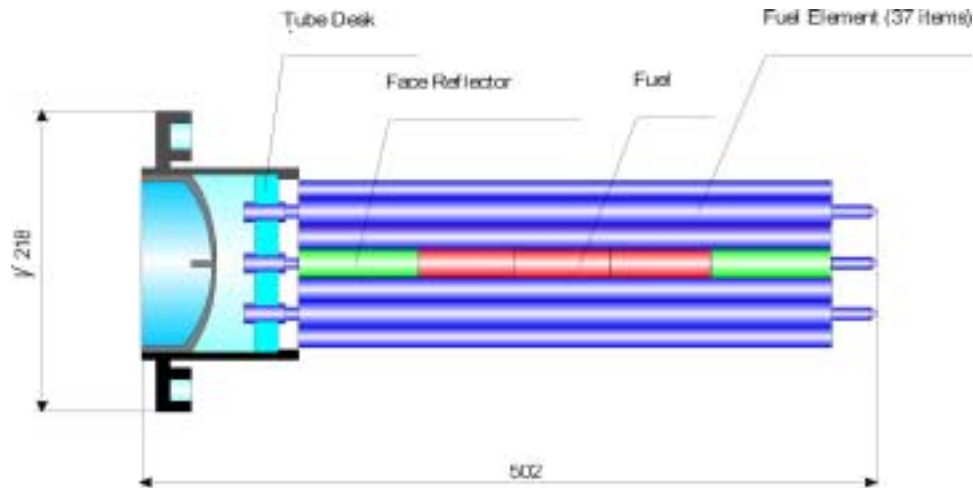 Tube Desk
Fuel Element (37 items)
Face Reflector
Fuel
218
502